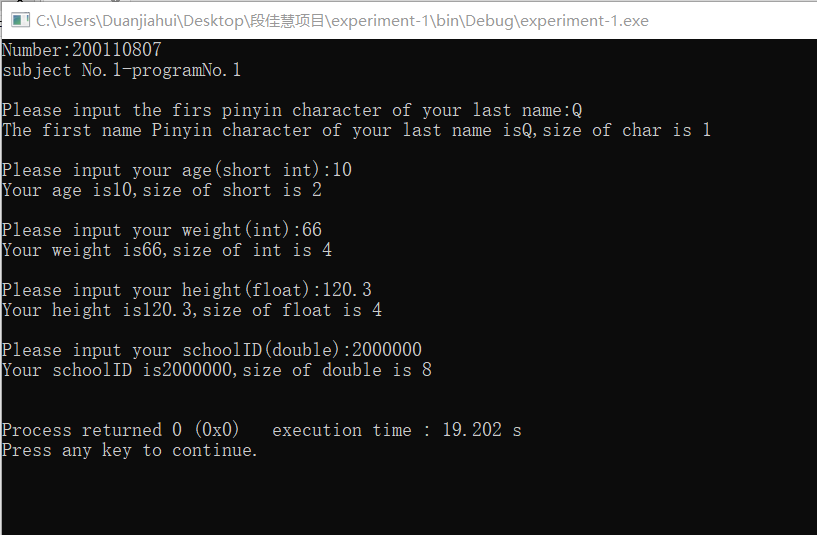 C:\Users\Duanjiahui\Desktop\段佳慧项目\experiment-1\bin\Debug\experiment-1.exe
Number:200110807
subject No.1-programNo.1
Please input the firs pinyin character of your last name:Q
The first name Pinyin character of your last name isQ,size of char is 1
Please input your age(short int):10
Your age is10,size of short is 2
Please input your weight(int):66
Your weight is66,size of int is 4
Please input your height(float):120.3
Your height is120.3,size of float is 4
Please input your schoolID(double):2000000
Your schoolID is2000000,size of double is 8
Process returned 0 (0x0)   execution time : 19.202 s
Press any key to continue.